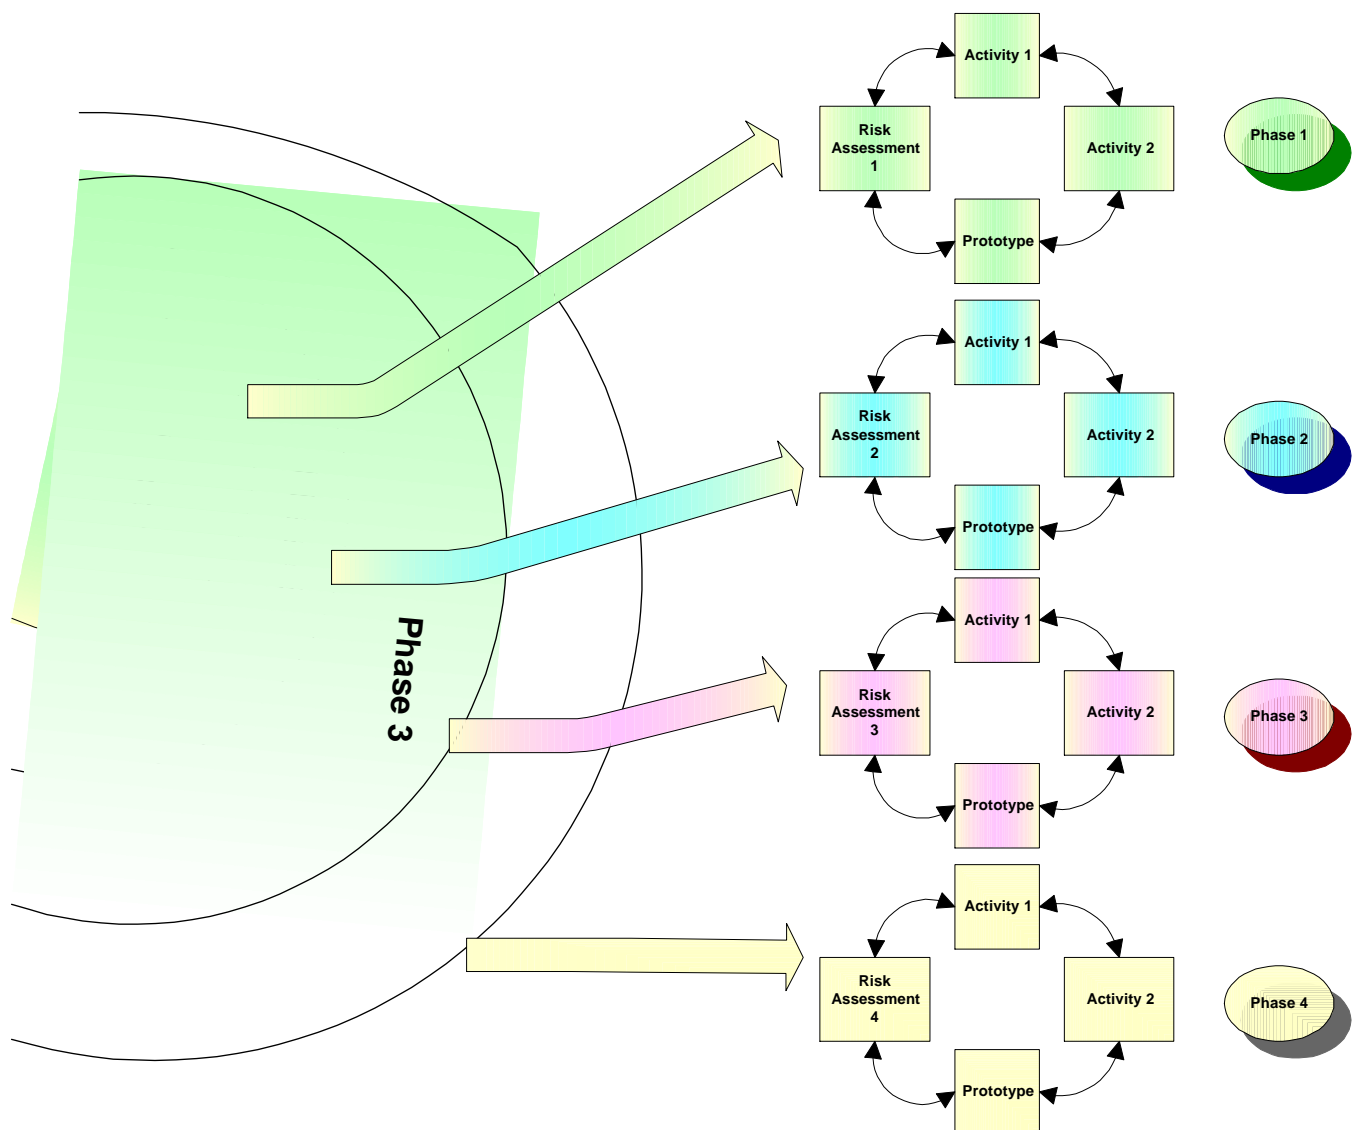 Activity 1
Risk
Assessment
1
Activity 2
Phase 1
Prototype
Activity 1
Risk
Assessment
2
Activity 2
Phase 2
Prototype
Phase 3
Activity 1
Risk
Assessment
3
Activity 2
Phase 3
Prototype
Activity 1
Risk
Assessment
4
Activity 2
Phase 4
Prototype